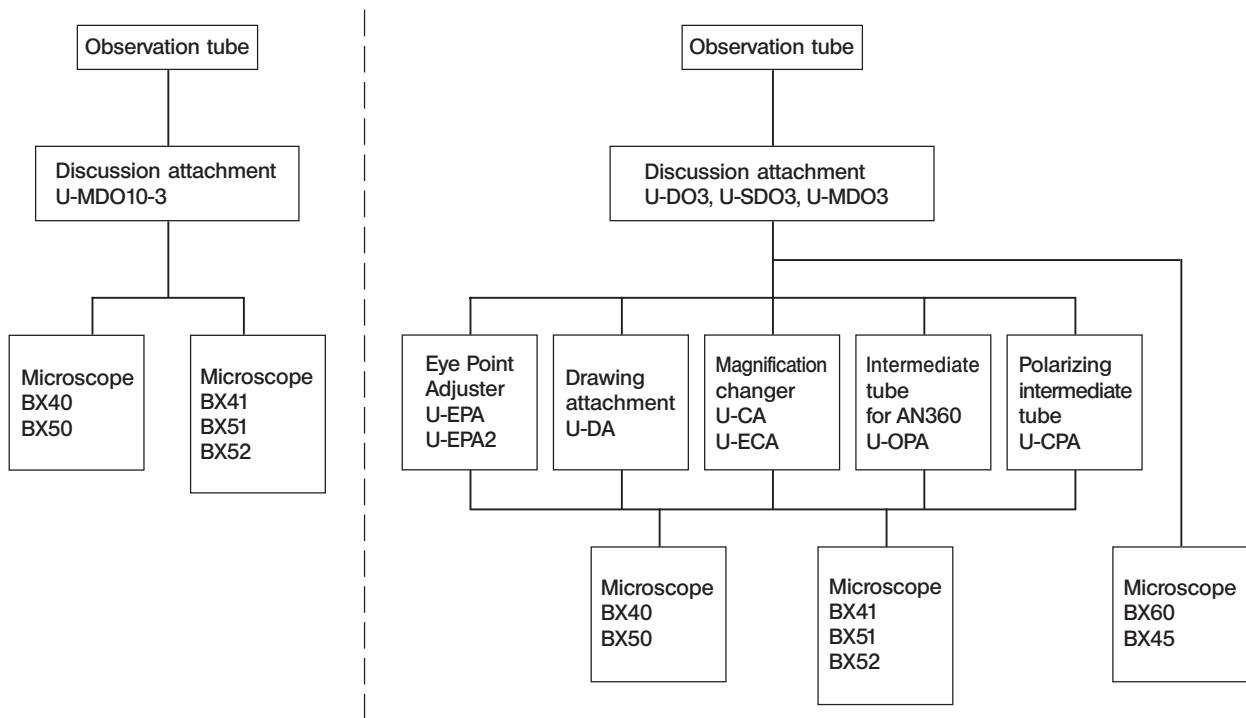 Observation tube
Discussion attachment
U-MDO10-3
Microscope
BX40
BX50
Microscope
BX41
BX51
BX52
Observation tube
Discussion attachment
U-DO3, U-SDO3, U-MDO3
Eye Point
Adjuster
U-EPA
U-EPA2
Drawing
attachment
U-DA
Magnification
changer
U-CA
U-ECA
Intermediate
tube
for AN360
U-OPA
Polarizing
intermediate
tube
U-CPA
Microscope
BX40
BX50
Microscope
BX41
BX51
BX52
Microscope
BX60
BX45